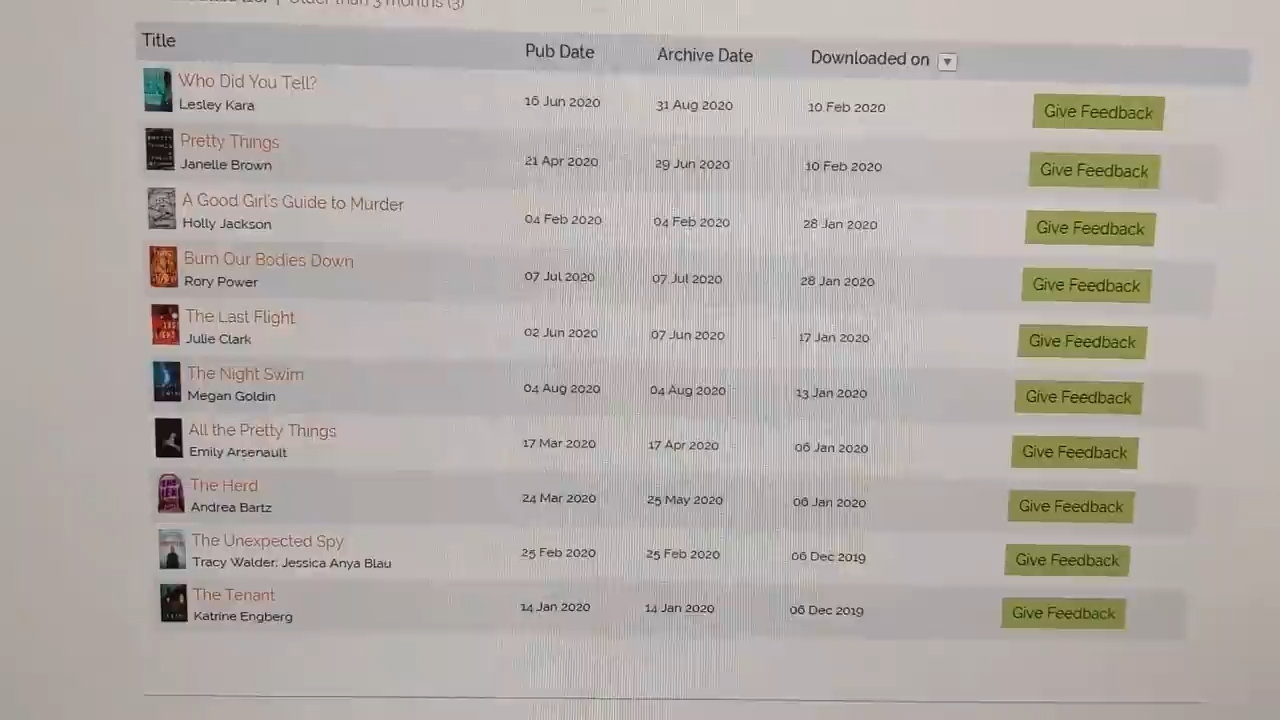 Older than 3 months (3)
Title Pub Date Archive Date Downloaded on
Who Did You Tell?
Lesley Kara
16 Jun 2020 31 Aug 2020 10 Feb 2020 Give Feedback
Pretty Things
Janelle Brown
21 Apr 2020 29 Jun 2020 10 Feb 2020 Give Feedback
A Good Girl's Guide to Murder
Holly Jackson
04 Feb 2020 04 Feb 2020 28 Jan 2020 Give Feedback
Burn Our Bodies Down
Rory Power
07 Jul 2020 07 Jul 2020 28 Jan 2020 Give Feedback
The Last Flight
Julie Clark
02 Jun 2020 07 Jun 2020 17 Jan 2020 Give Feedback
The Night Swim
Megan Goldin
04 Aug 2020 04 Aug 2020 13 Jan 2020 Give Feedback
All the Pretty Things
Emily Arsenault
17 Mar 2020 17 Apr 2020 06 Jan 2020 Give Feedback
The Herd
Andrea Bartz
24 Mar 2020 25 May 2020 06 Jan 2020 Give Feedback
The Unexpected Spy
Tracy Walder; Jessica Anya Blau
25 Feb 2020 25 Feb 2020 06 Dec 2019 Give Feedback
The Tenant
Katrine Engberg
14 Jan 2020 14 Jan 2020 06 Dec 2019 Give Feedback